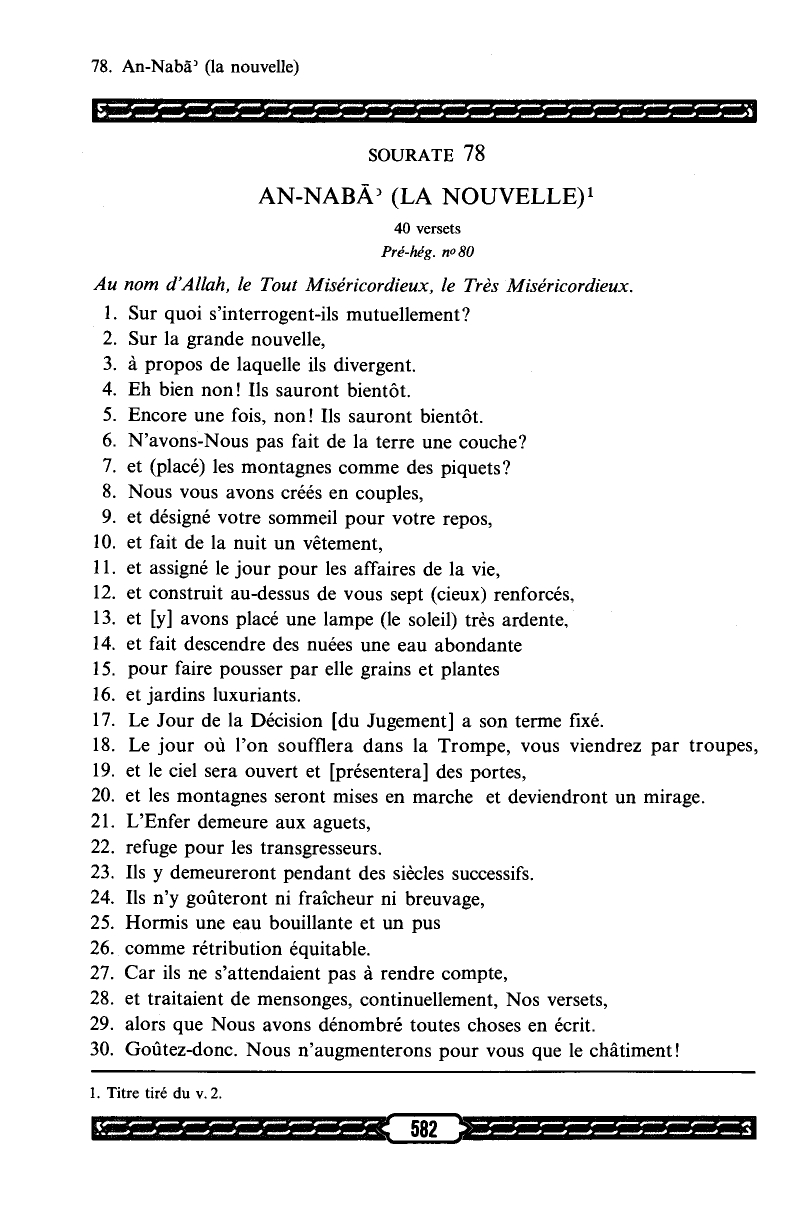 78. An-Nabãʾ (la nouvelle)
SOURATE 78
AN-NABĀʾ (LA NOUVELLE)¹
40 versets
Pré-hég. nº 80
Au nom d’Allah, le Tout Miséricordieux, le Très Miséricordieux.
1. Sur quoi s’interrogent-ils mutuellement?
2. Sur la grande nouvelle,
3. à propos de laquelle ils divergent.
4. Eh bien non! Ils sauront bientôt.
5. Encore une fois, non! Ils sauront bientôt.
6. N’avons-Nous pas fait de la terre une couche?
7. et (placé) les montagnes comme des piquets?
8. Nous vous avons créés en couples,
9. et désigné votre sommeil pour votre repos,
10. et fait de la nuit un vêtement,
11. et assigné le jour pour les affaires de la vie,
12. et construit au-dessus de vous sept (cieux) renforcés,
13. et [y] avons placé une lampe (le soleil) très ardente,
14. et fait descendre des nuées une eau abondante
15. pour faire pousser par elle grains et plantes
16. et jardins luxuriants.
17. Le Jour de la Décision [du Jugement] a son terme fixé.
18. Le jour où l’on soufflera dans la Trompe, vous viendrez par troupes,
19. et le ciel sera ouvert et [présentera] des portes,
20. et les montagnes seront mises en marche et deviendront un mirage.
21. L’Enfer demeure aux aguets,
22. refuge pour les transgresseurs.
23. Ils y demeureront pendant des siècles successifs.
24. Ils n’y goûteront ni fraîcheur ni breuvage,
25. Hormis une eau bouillante et un pus
26. comme rétribution équitable.
27. Car ils ne s’attendaient pas à rendre compte,
28. et traitaient de mensonges, continuellement, Nos versets,
29. alors que Nous avons dénombré toutes choses en écrit.
30. Goûtez-donc. Nous n’augmenterons pour vous que le châtiment!
1. Titre tiré du v. 2.
582